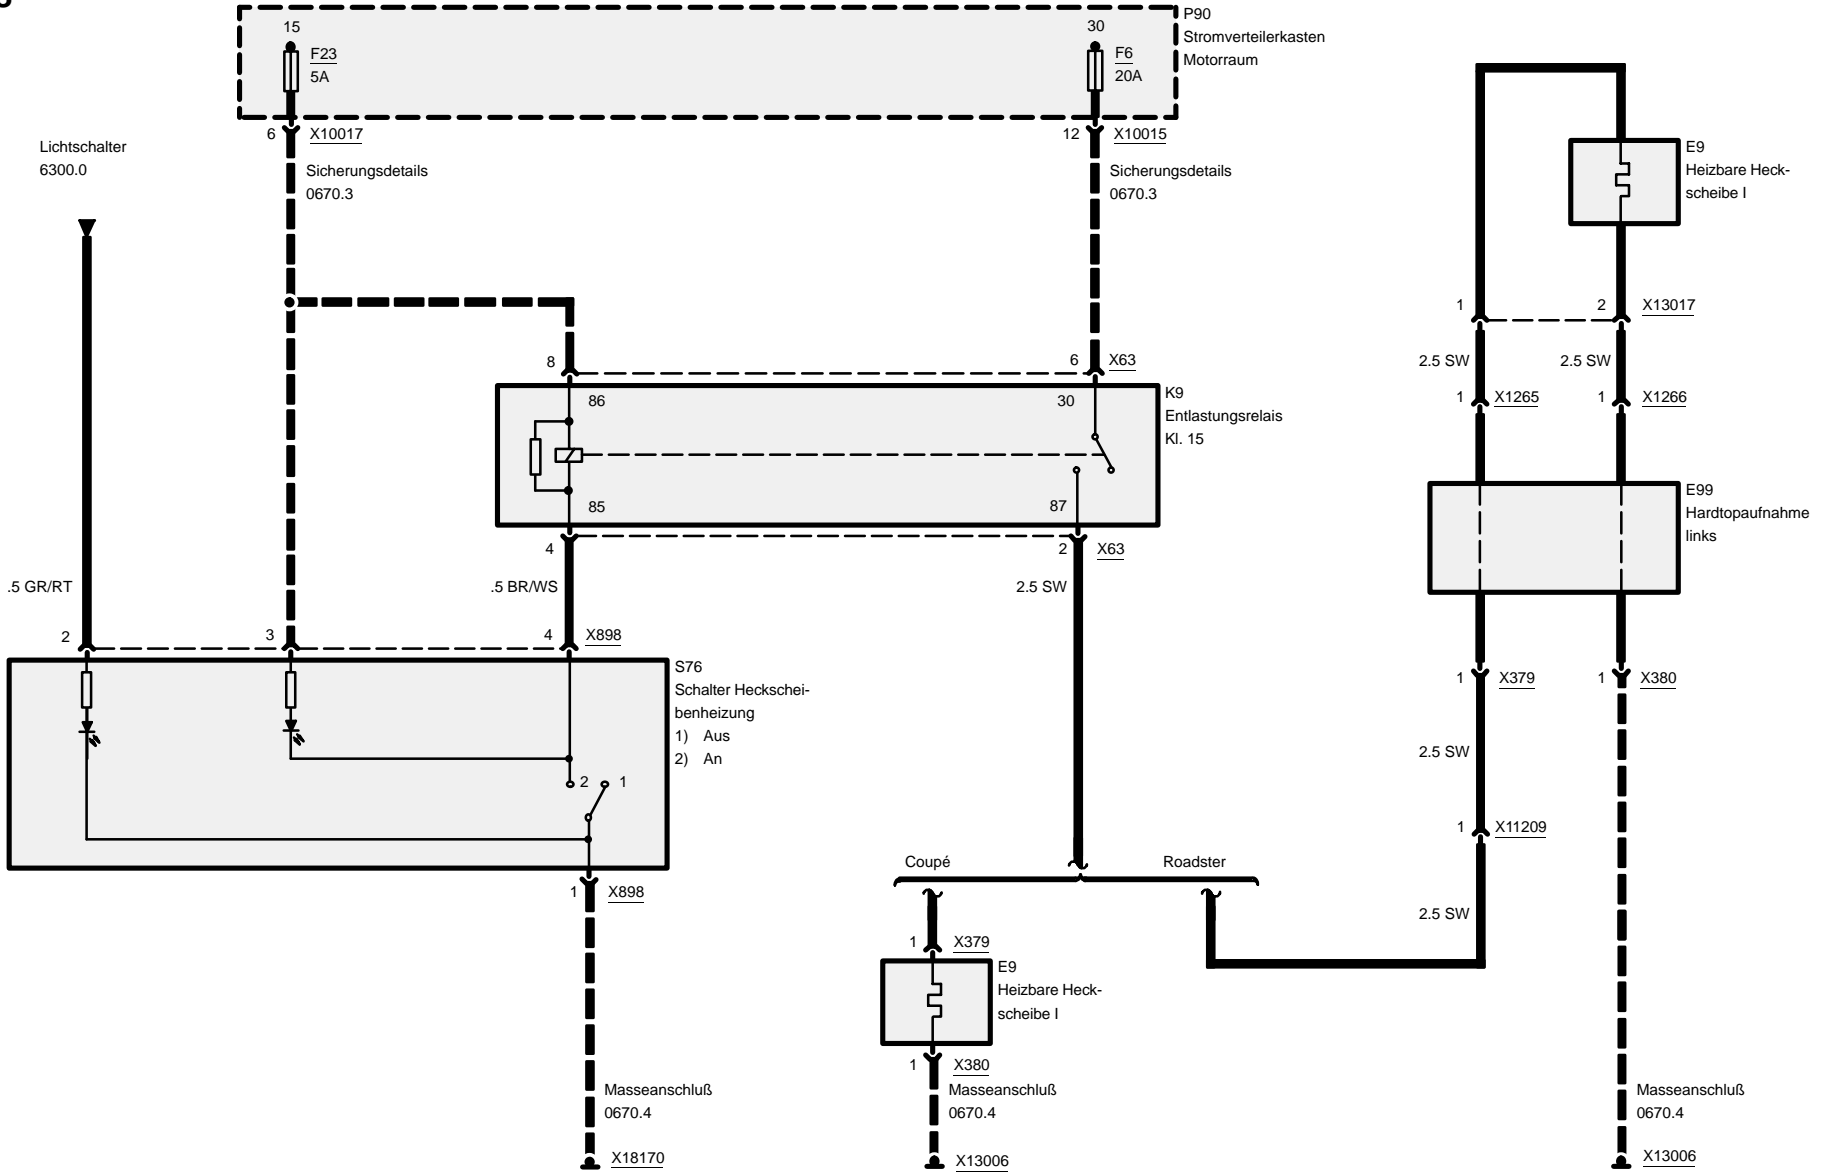 15
F23
5A
30
F6
20A
P90
Stromverteilerkasten
Motorraum
6
X10017
12
X10015
Sicherungsdetails
0670.3
Sicherungsdetails
0670.3
Lichtschalter
6300.0
E9
Heizbare Heck-
scheibe I
1
2
X13017
2.5 SW
2.5 SW
1
X1265
1
X1266
8
6
X63
86
30
K9
Entlastungsrelais
Kl. 15
85
87
4
2
X63
E99
Hardtopaufnahme
links
.5 GR/RT
.5 BR/WS
2.5 SW
2
3
4
X898
S76
Schalter Heckschei-
benheizung
1) Aus
2) An
2
1
1
X379
1
X380
2.5 SW
1
X11209
2.5 SW
Coupé
Roadster
1
X898
1
X379
E9
Heizbare Heck-
scheibe I
1
X380
Masseanschluß
0670.4
Masseanschluß
0670.4
Masseanschluß
0670.4
X18170
X13006
X13006